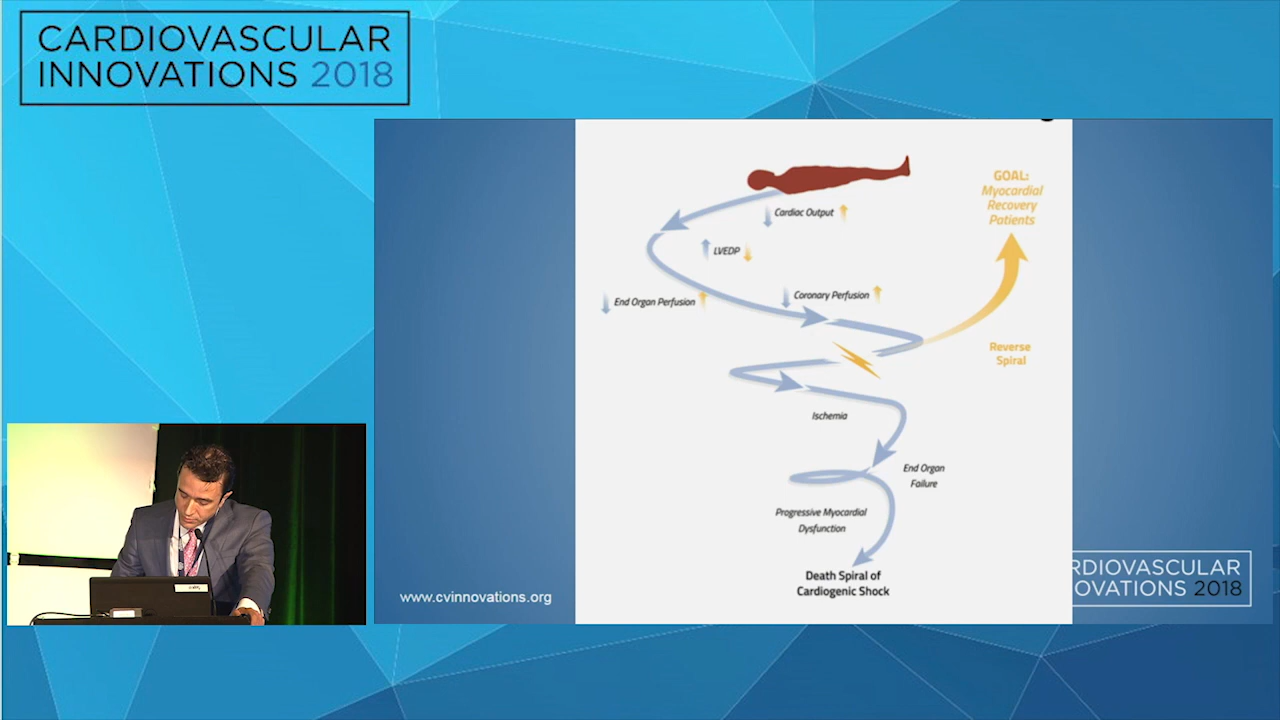 CARDIOVASCULAR
INNOVATIONS 2018
GOAL:
Myocardial
Recovery
Patients
Cardiac Output
LVEDP
End Organ Perfusion
Coronary Perfusion
Reverse
Spiral
Ischemia
End Organ
Failure
Progressive Myocardial
Dysfunction
Death Spiral of
Cardiogenic Shock
www.cvinnovations.org
RDIOVASCULAR
OVATIONS 2018